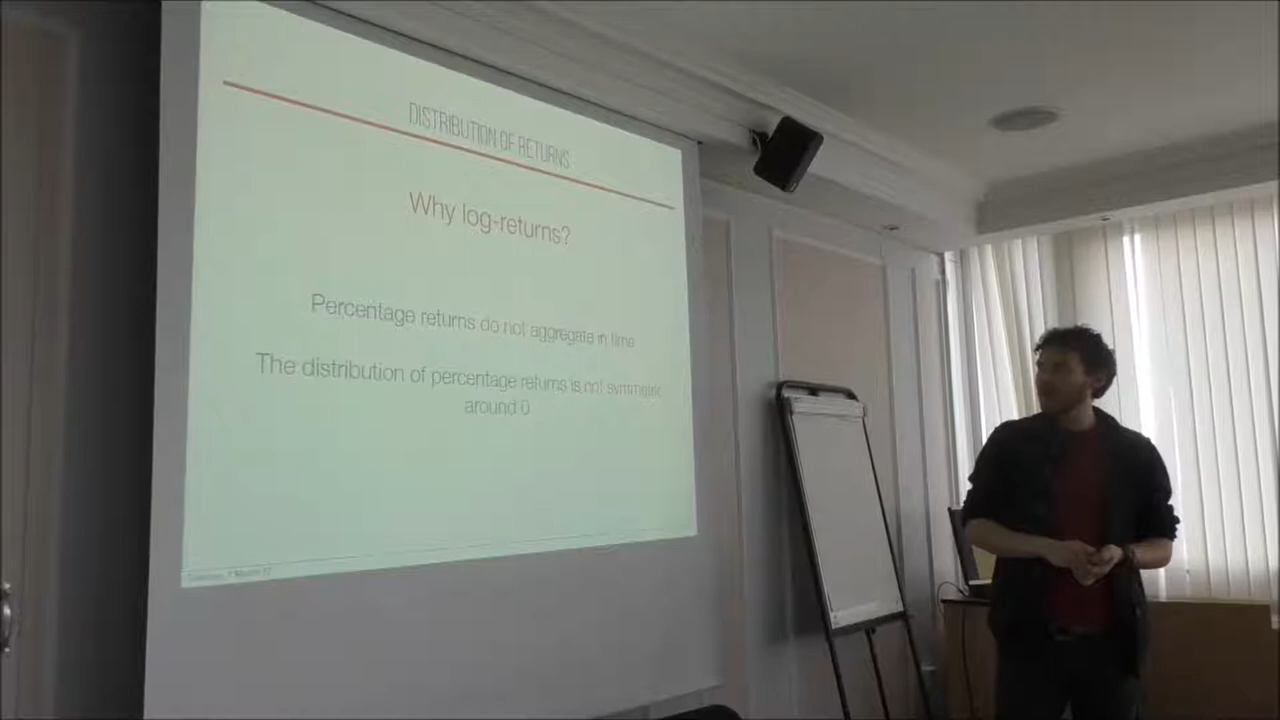 DISTRIBUTION OF RETURNS
Why log-returns?
Percentage returns do not aggregate in time
The distribution of percentage returns is not symmetric
around 0